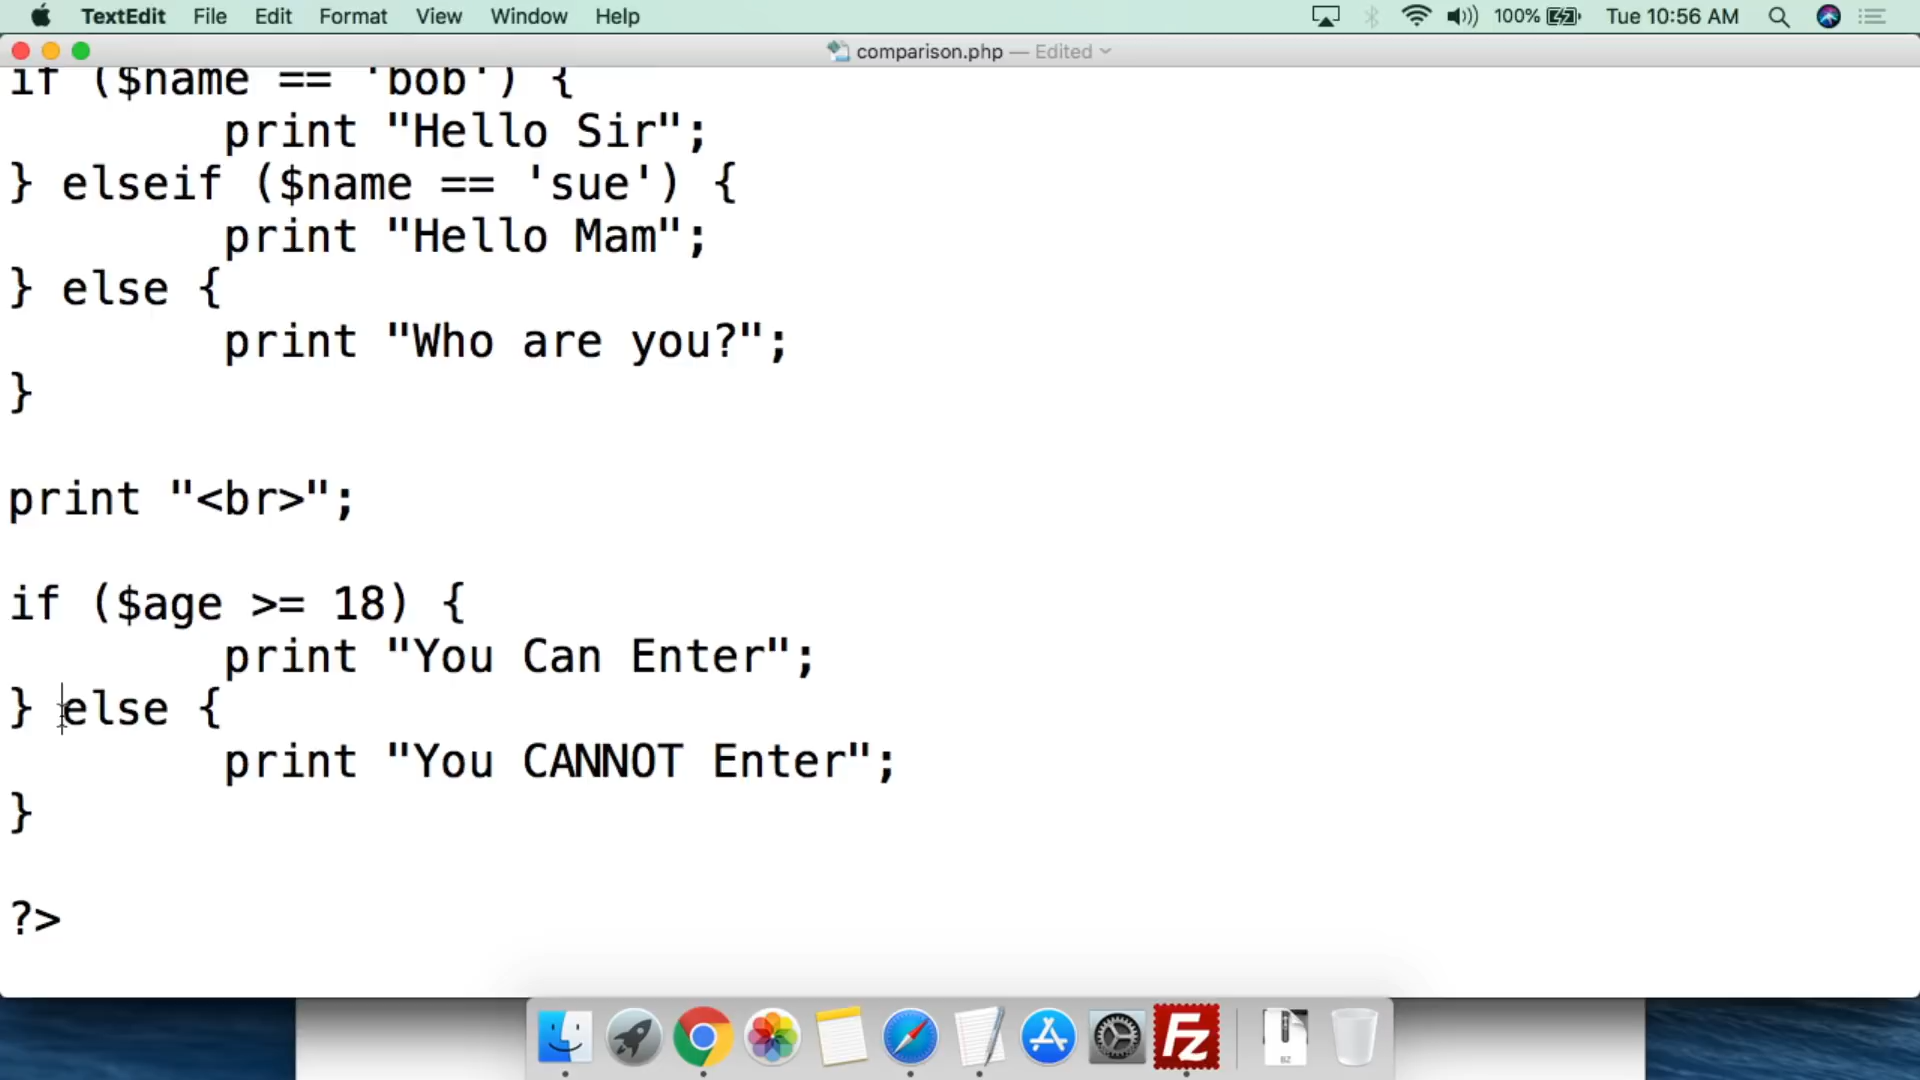 TextEdit File Edit Format View Window Help 100% Tue 10:56 AM
comparison.php — Edited
if ($name == 'bob') {
print "Hello Sir";
} elseif ($name == 'sue') {
print "Hello Mam";
} else {
print "Who are you?";
}
print "<br>";
if ($age >= 18) {
print "You Can Enter";
} else {
print "You CANNOT Enter";
}
?>
Fz
BZ